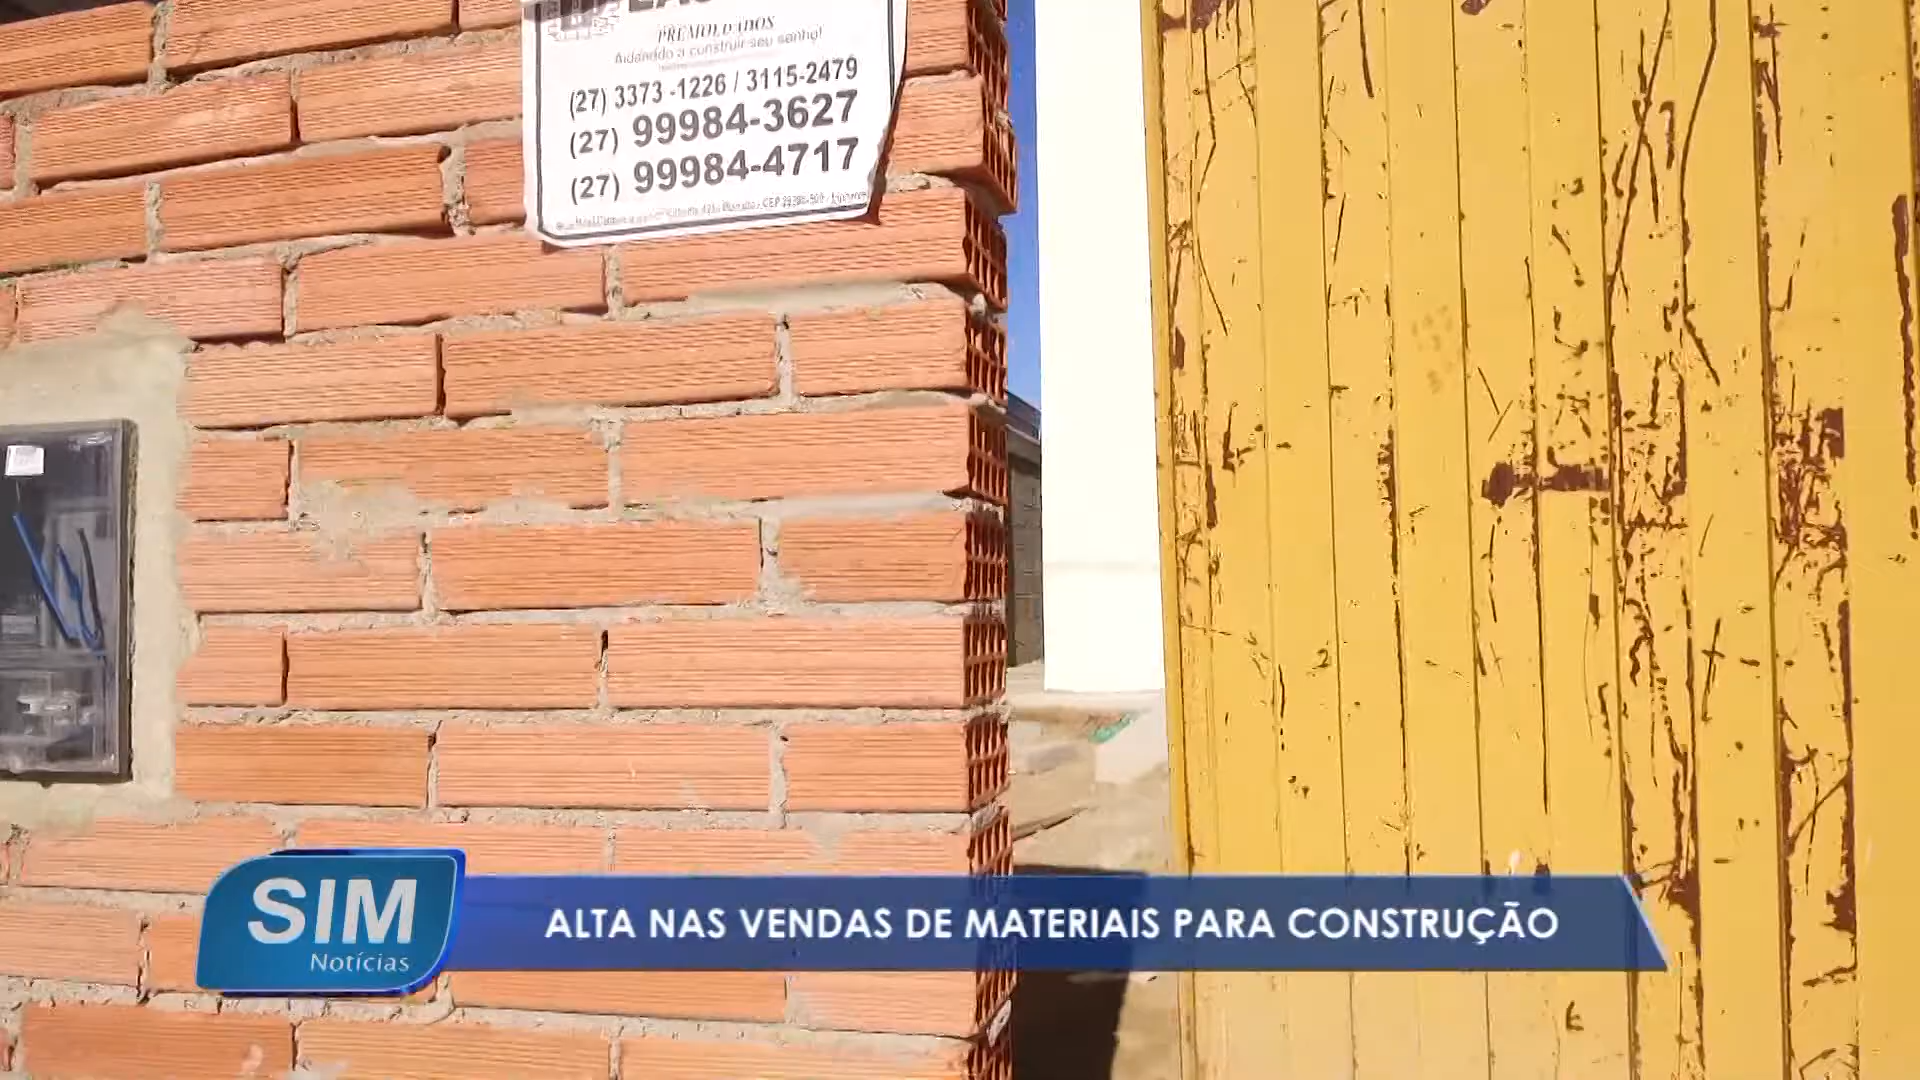 PREMOLDADOS
Ajudando a construir seu sonho!
(27) 3373-1226 / 3115-2479
(27) 99984-3627
(27) 99984-4717
SIM
Notícias
ALTA NAS VENDAS DE MATERIAIS PARA CONSTRUÇÃO